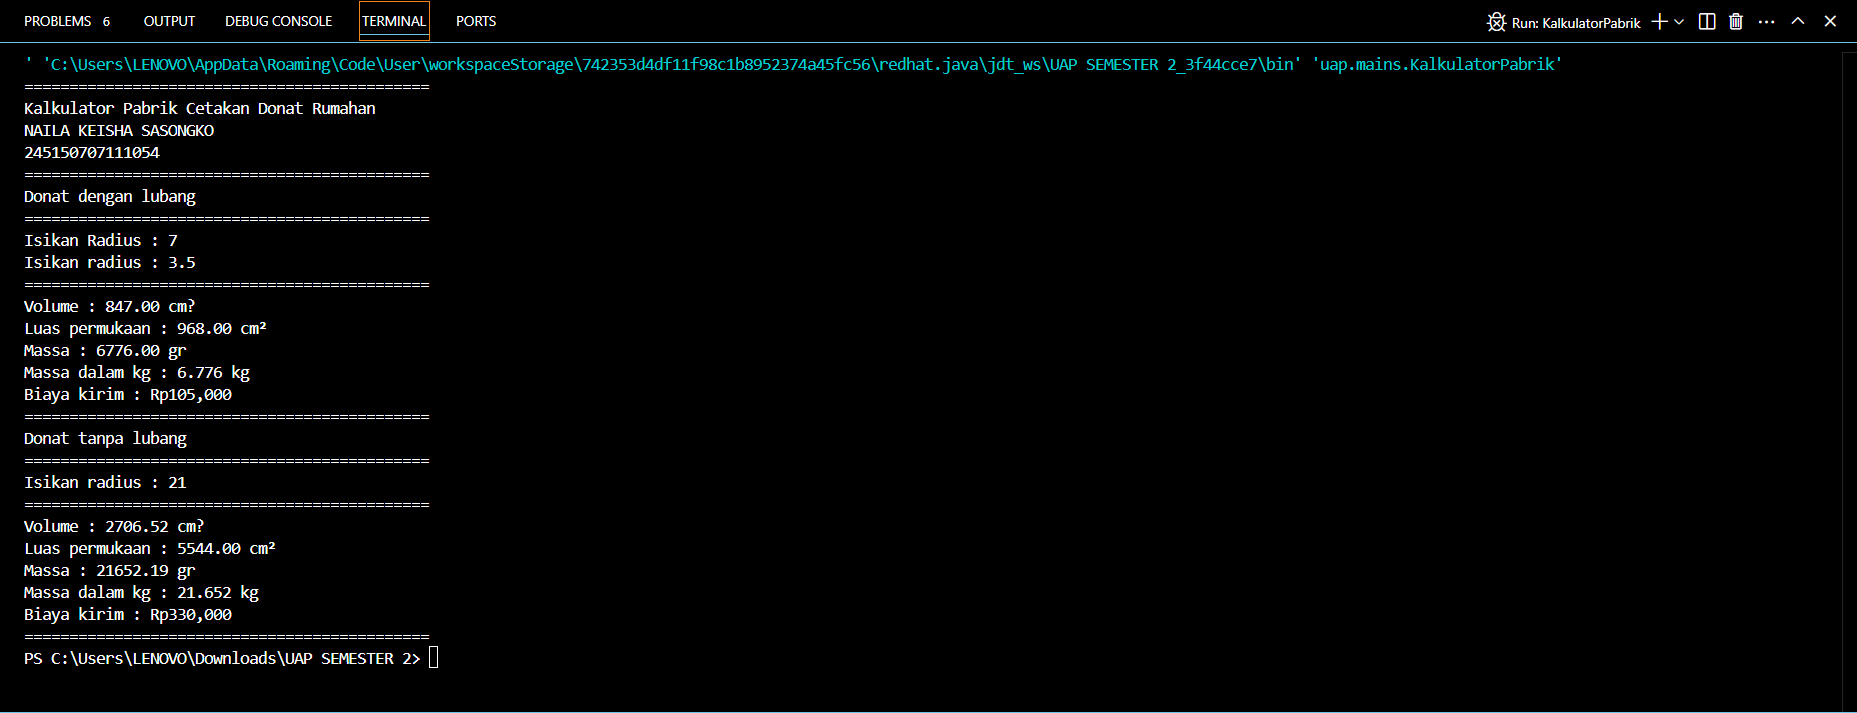 PROBLEMS 6 OUTPUT DEBUG CONSOLE TERMINAL PORTS Run: KalkulatorPabrik
' 'C:\Users\LENOVO\AppData\Roaming\Code\User\workspaceStorage\742353d4df11f98c1b8952374a45fc56\redhat.java\jdt_ws\UAP SEMESTER 2_3f44cce7\bin' 'uap.mains.KalkulatorPabrik'
=============================================
Kalkulator Pabrik Cetakan Donat Rumahan
NAILA KEISHA SASONGKO
245150707111054
=============================================
Donat dengan lubang
=============================================
Isikan Radius : 7
Isikan radius : 3.5
=============================================
Volume : 847.00 cm?
Luas permukaan : 968.00 cm²
Massa : 6776.00 gr
Massa dalam kg : 6.776 kg
Biaya kirim : Rp105,000
=============================================
Donat tanpa lubang
=============================================
Isikan radius : 21
=============================================
Volume : 2706.52 cm?
Luas permukaan : 5544.00 cm²
Massa : 21652.19 gr
Massa dalam kg : 21.652 kg
Biaya kirim : Rp330,000
=============================================
PS C:\Users\LENOVO\Downloads\UAP SEMESTER 2>